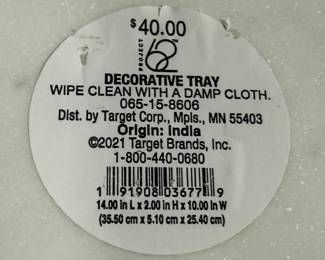 $40.00
PROJECT 62™
DECORATIVE TRAY
WIPE CLEAN WITH A DAMP CLOTH.
065-15-8606
Dist. by Target Corp., Mpls., MN 55403
Origin: India
©2021 Target Brands, Inc.
1-800-440-0680
1 91908 03677 9
14.00 in L x 2.00 in H x 10.00 in W
(35.50 cm x 5.10 cm x 25.40 cm)